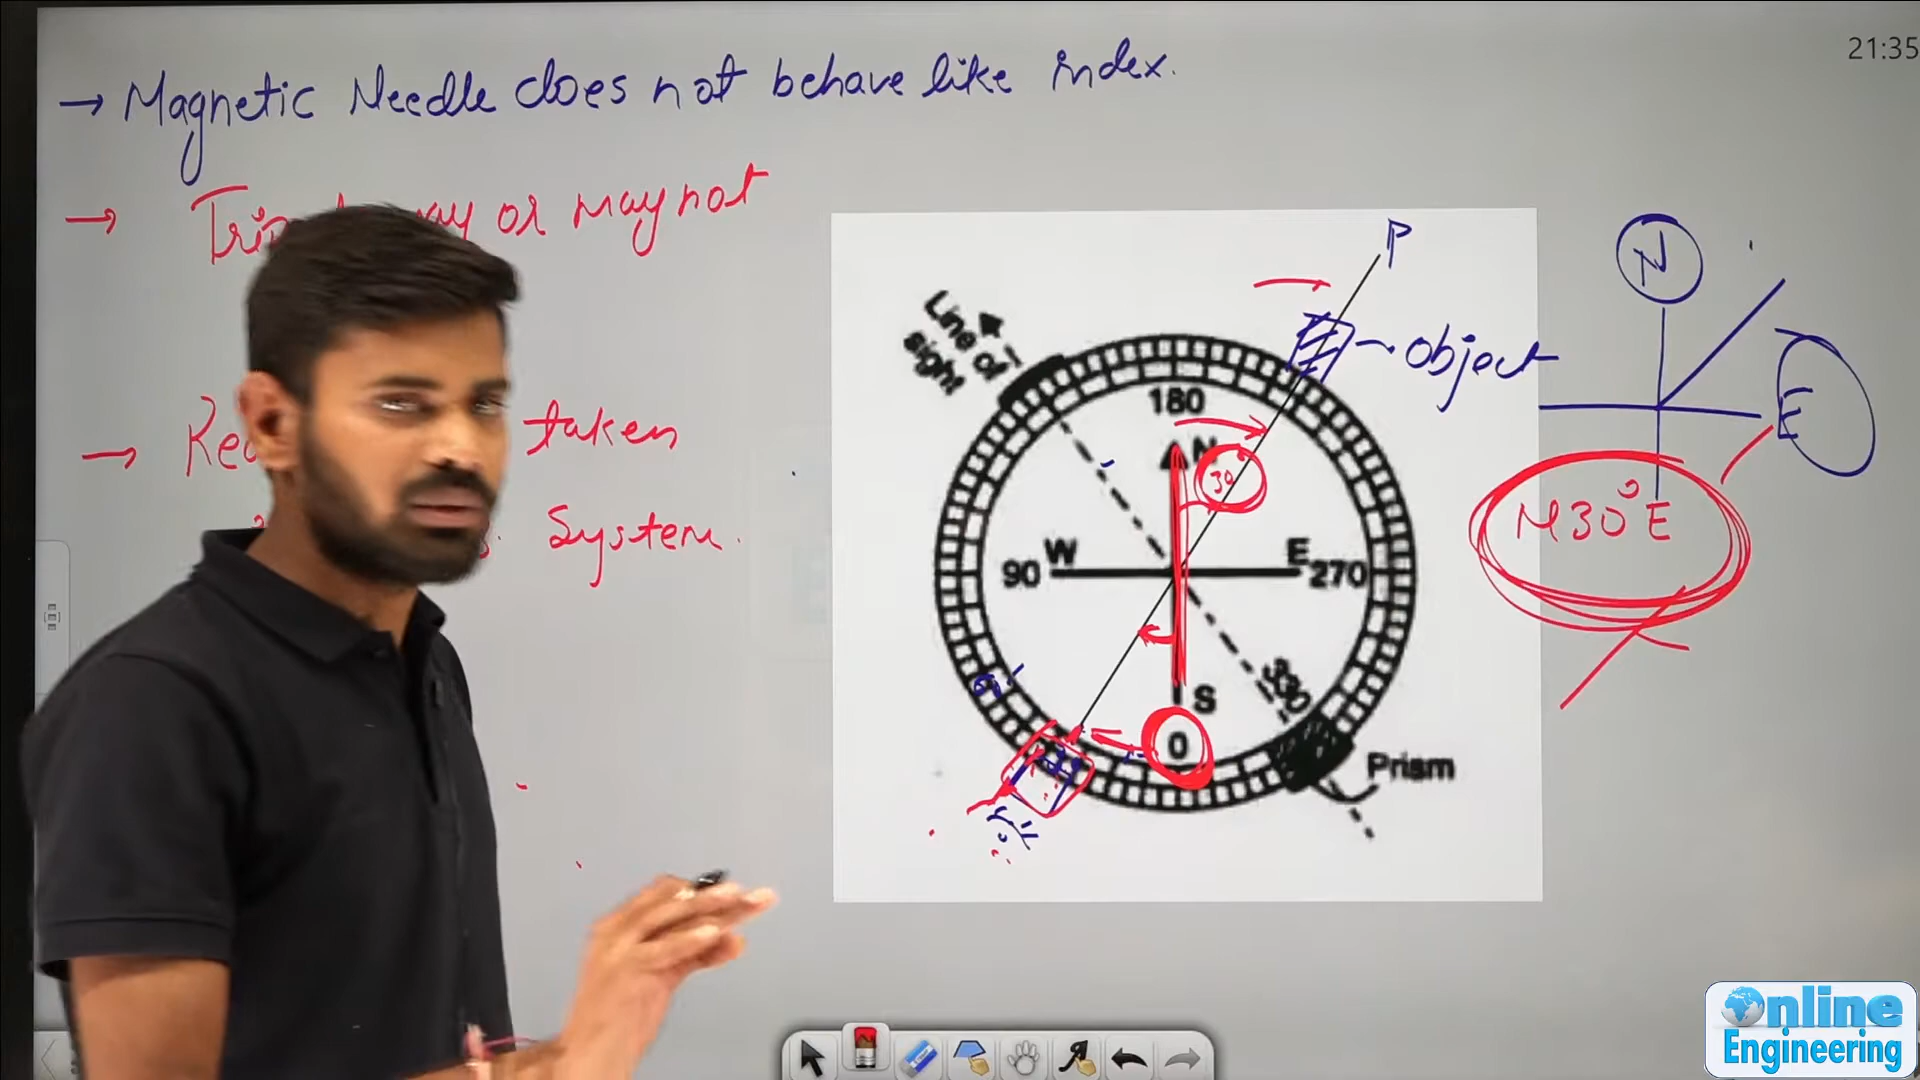 21:35
→ Magnetic Needle does not behave like index.
→ or may not
→ taken
System.
P
Line of
sight
object
180
N
30
90 W
E 270
S
0
Prism
N
E
N30°E
Online
Engineering